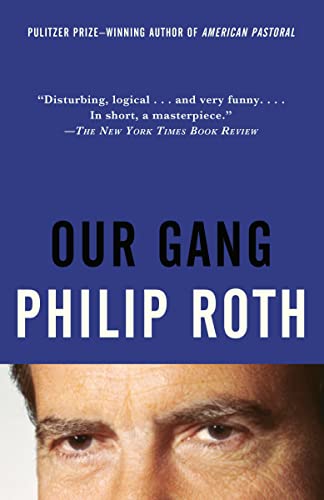 PULITZER PRIZE–WINNING AUTHOR OF AMERICAN PASTORAL
“Disturbing, logical . . . and very funny. . . .
In short, a masterpiece.”
—THE NEW YORK TIMES BOOK REVIEW
OUR GANG
PHILIP ROTH